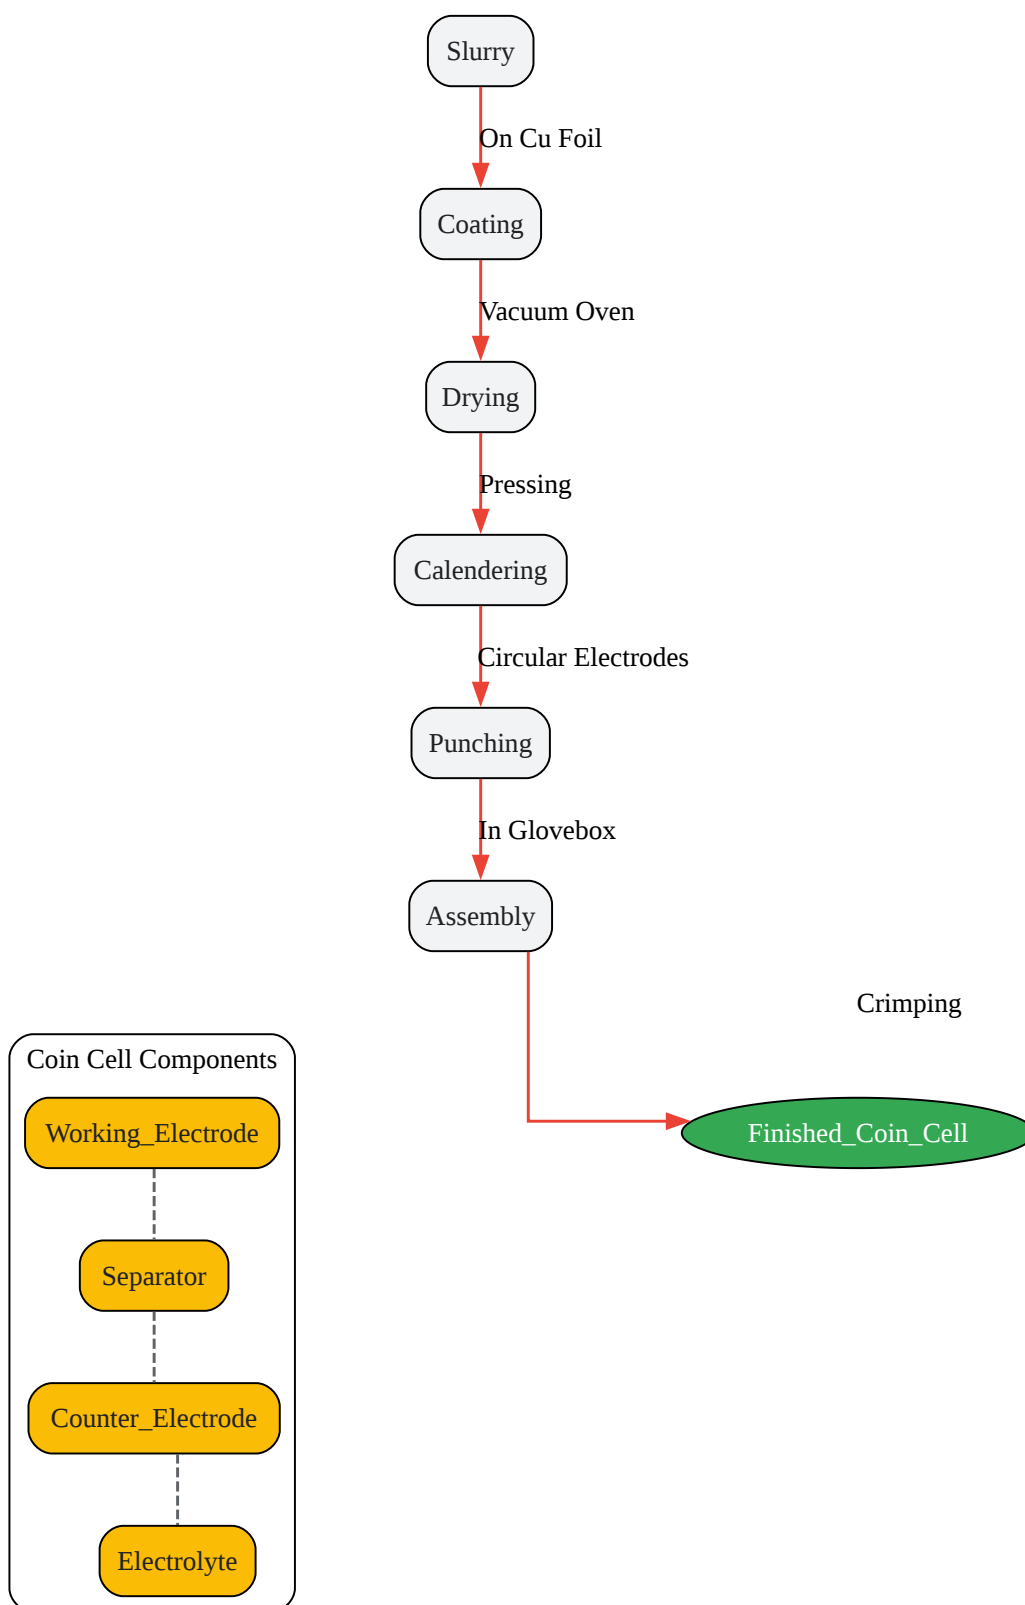 Slurry
On Cu Foil
Coating
Vacuum Oven
Drying
Pressing
Calendering
Circular Electrodes
Punching
In Glovebox
Assembly
Crimping
Finished_Coin_Cell
Coin Cell Components
Working_Electrode
Separator
Counter_Electrode
Electrolyte